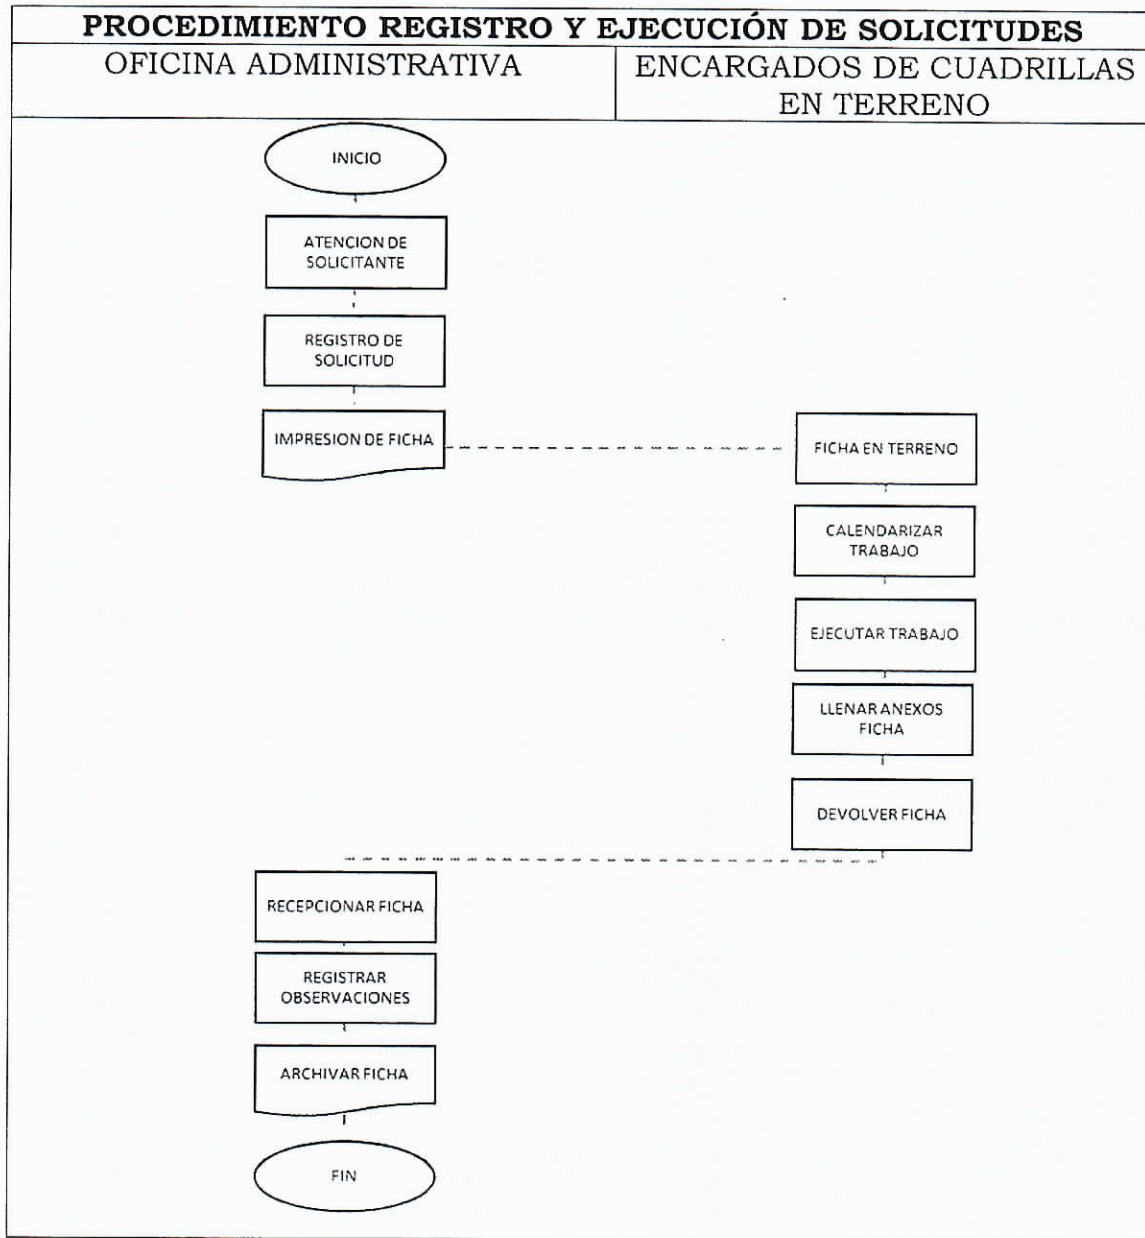 PROCEDIMIENTO REGISTRO Y EJECUCIÓN DE SOLICITUDES
OFICINA ADMINISTRATIVA
ENCARGADOS DE CUADRILLAS
EN TERRENO
INICIO
ATENCION DE
SOLICITANTE
REGISTRO DE
SOLICITUD
IMPRESION DE FICHA
FICHA EN TERRENO
CALENDARIZAR
TRABAJO
EJECUTAR TRABAJO
LLENAR ANEXOS
FICHA
DEVOLVER FICHA
RECEPCIONAR FICHA
REGISTRAR
OBSERVACIONES
ARCHIVAR FICHA
FIN